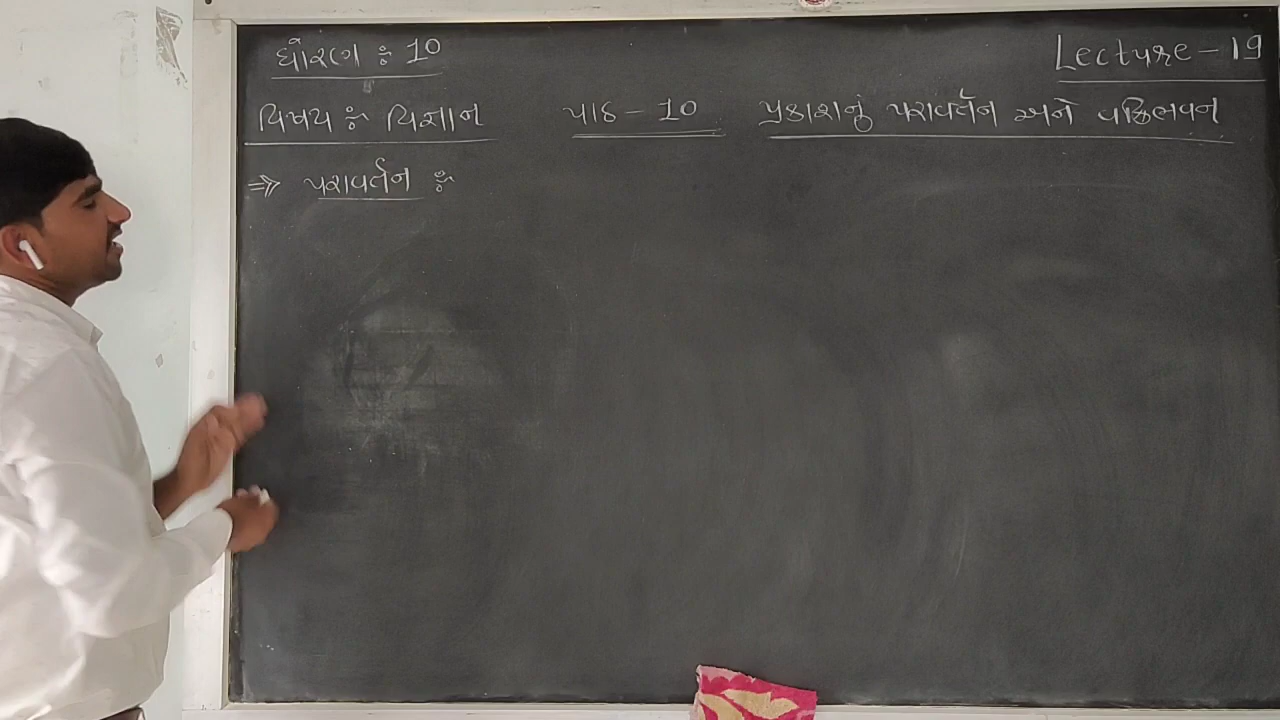 ધોરણ ÷ 10
Lecture - 19
વિષય ÷ વિજ્ઞાન પાઠ - 10 પ્રકાશનું પરાવર્તન અને વક્રિભવન
⇒ પરાવર્તન ÷